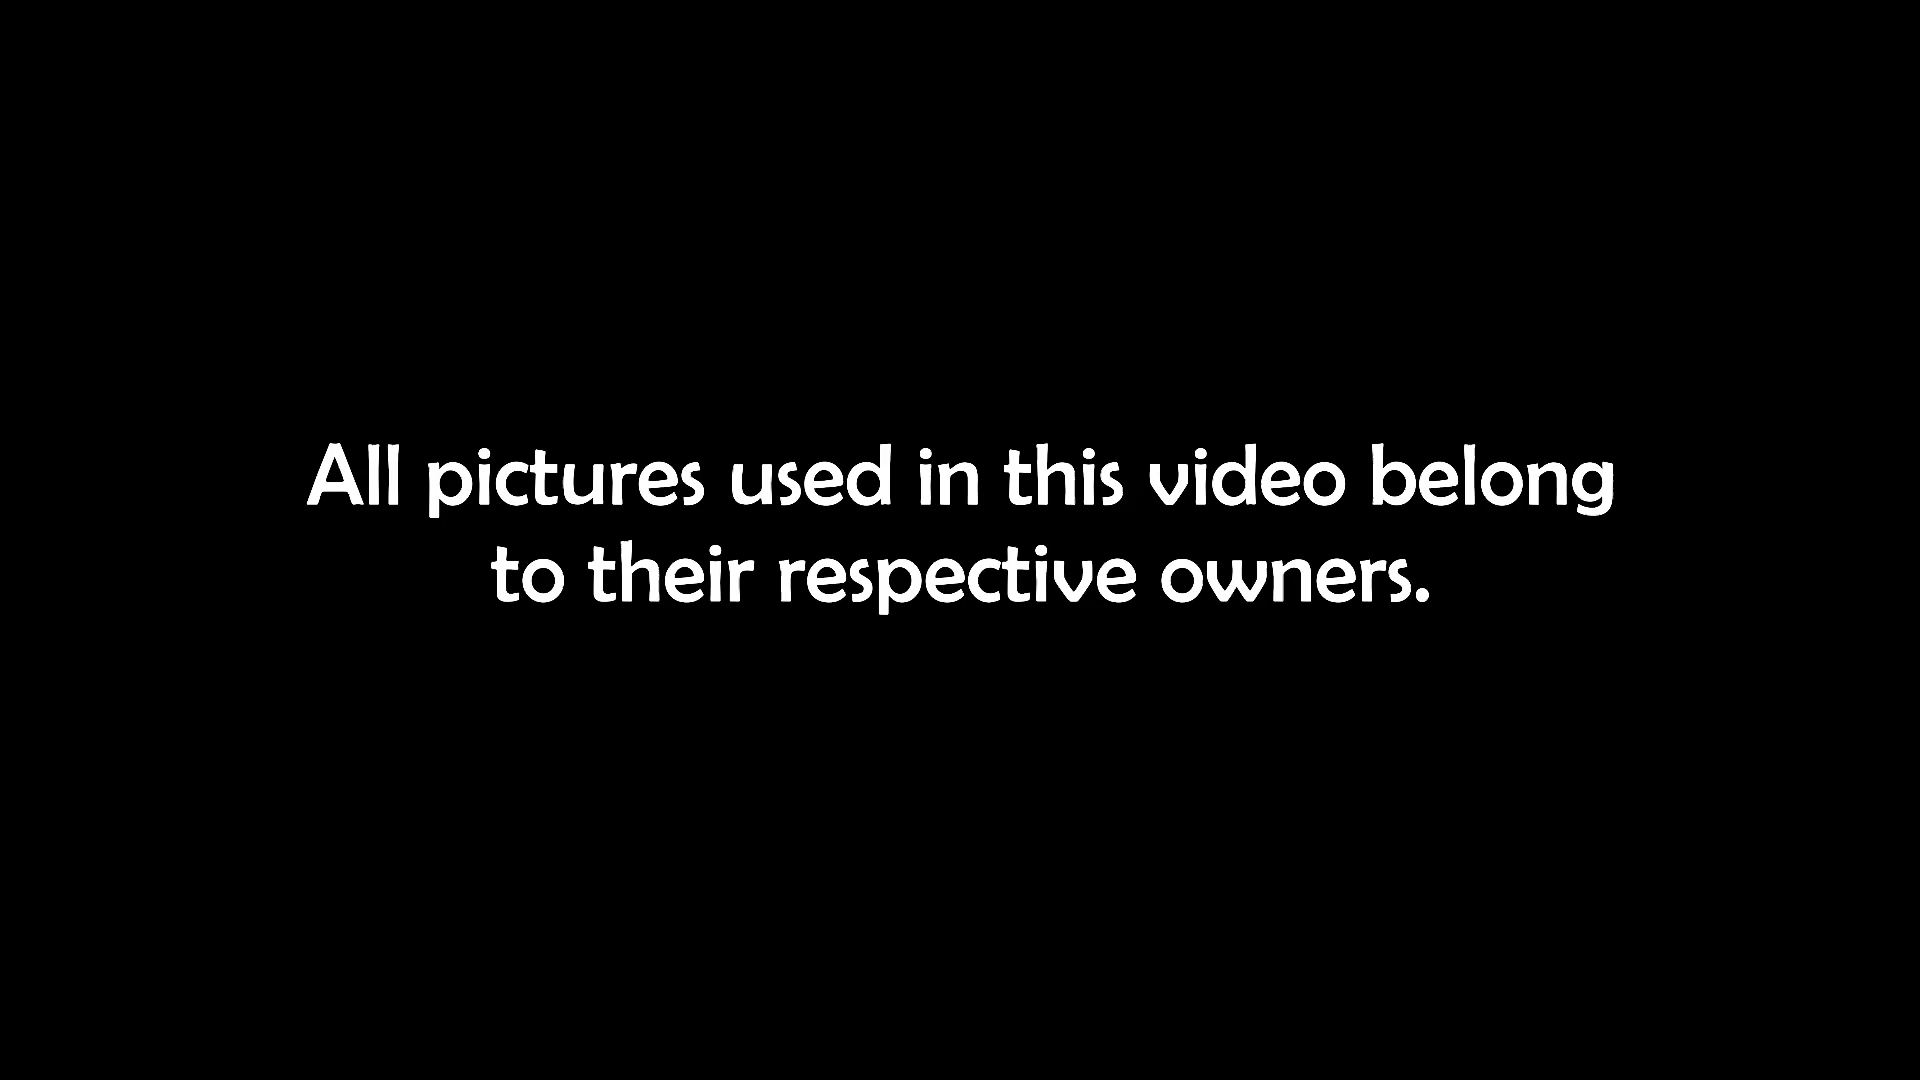 All pictures used in this video belong
to their respective owners.